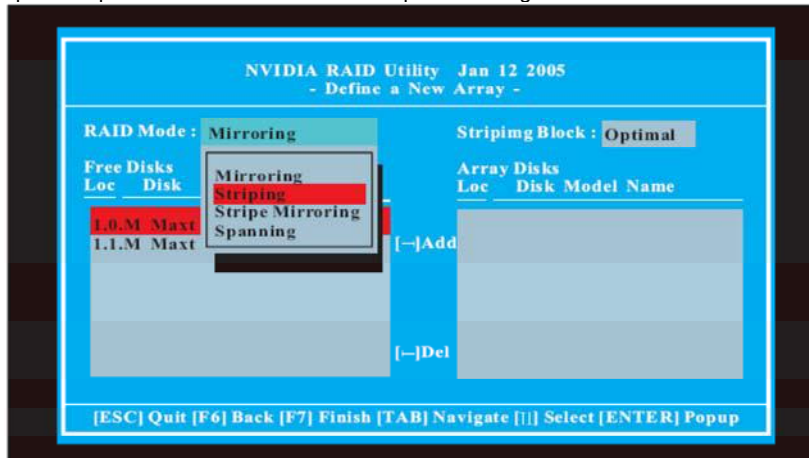 NVIDIA RAID Utility Jan 12 2005
- Define a New Array -
RAID Mode : Mirroring
Stripimg Block : Optimal
Free Disks
Loc Disk
Array Disks
Loc Disk Model Name
Mirroring
Striping
Stripe Mirroring
Spanning
1.0.M Maxt
1.1.M Maxt
[→]Add
[←]Del
[ESC] Quit [F6] Back [F7] Finish [TAB] Navigate [↑↓] Select [ENTER] Popup